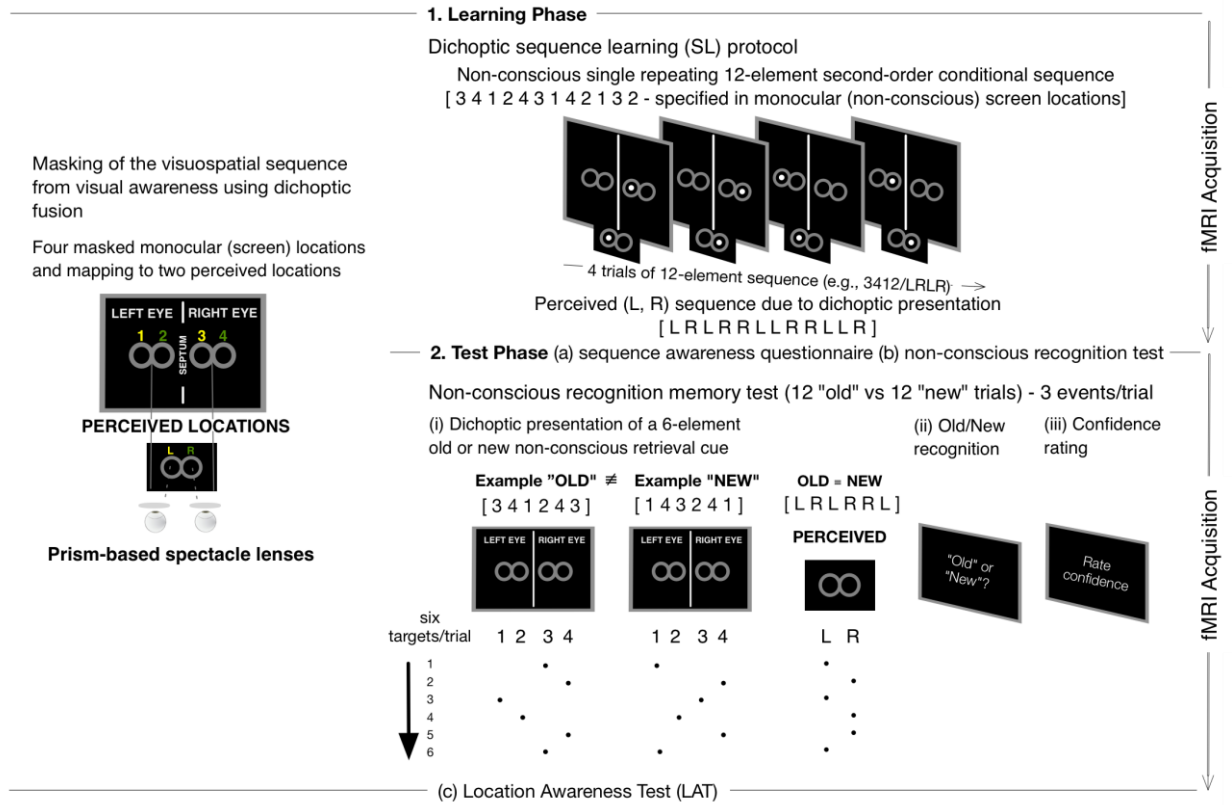 1. Learning Phase
Dichoptic sequence learning (SL) protocol
Non-conscious single repeating 12-element second-order conditional sequence
[ 3 4 1 2 4 3 1 4 2 1 3 2 - specified in monocular (non-conscious) screen locations]
fMRI Acquisition
Masking of the visuospatial sequence
from visual awareness using dichoptic
fusion
Four masked monocular (screen) locations
and mapping to two perceived locations
LEFT EYE RIGHT EYE
1 2 3 4
SEPTUM
PERCEIVED LOCATIONS
L R
Prism-based spectacle lenses
4 trials of 12-element sequence (e.g., 3412/LRLR)
Perceived (L, R) sequence due to dichoptic presentation
[ L R L R R L L R R L L R ]
2. Test Phase (a) sequence awareness questionnaire (b) non-conscious recognition test
Non-conscious recognition memory test (12 "old" vs 12 "new" trials) - 3 events/trial
(i) Dichoptic presentation of a 6-element
old or new non-conscious retrieval cue
(ii) Old/New
recognition
(iii) Confidence
rating
Example "OLD" ≢ Example "NEW"
OLD = NEW
[ 3 4 1 2 4 3 ]
[ 1 4 3 2 4 1 ]
[ L R L R R L ]
PERCEIVED
LEFT EYE RIGHT EYE
LEFT EYE RIGHT EYE
"Old" or
"New"?
Rate
confidence
six
targets/trial
1 2 3 4
1 2 3 4
L R
1
2
3
4
5
6
fMRI Acquisition
(c) Location Awareness Test (LAT)